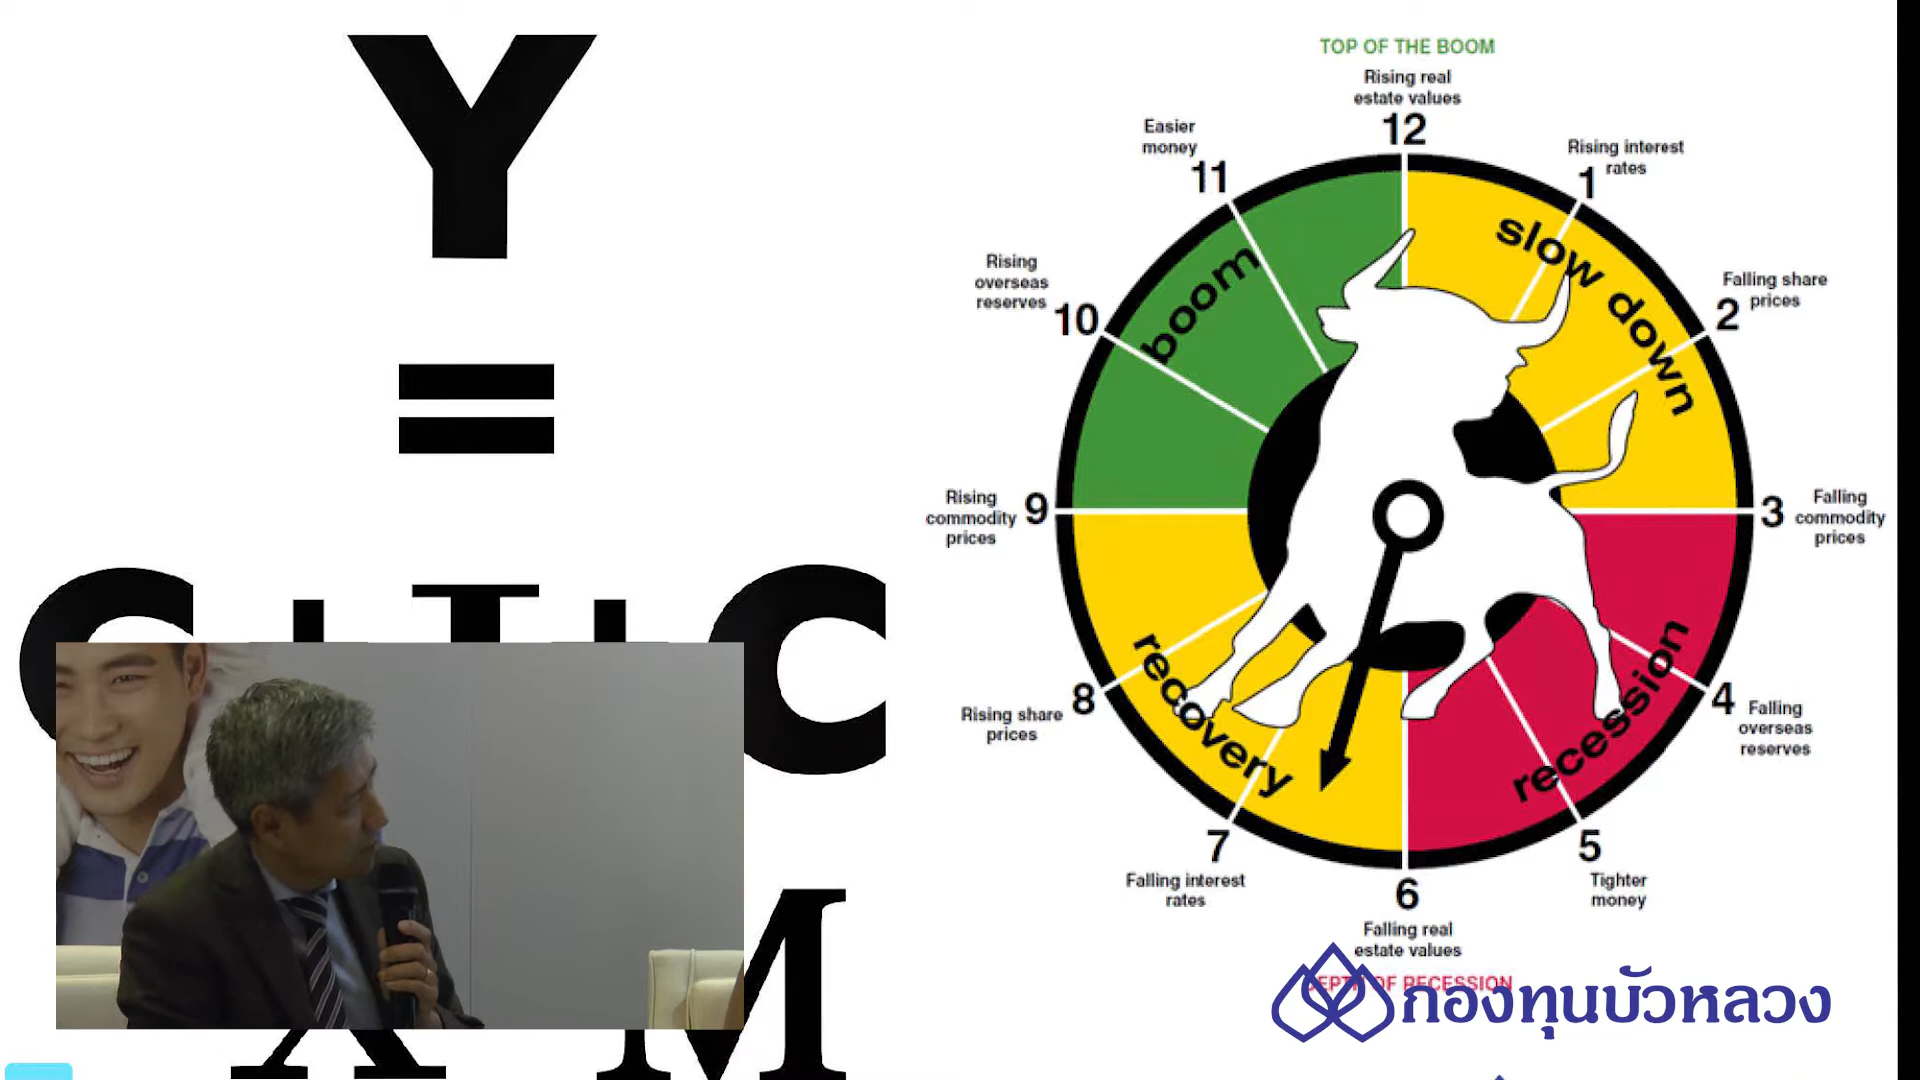 Y
=
C + I + C
X M
TOP OF THE BOOM
Rising real
estate values
12
Rising interest
rates
1
Falling share
prices
2
Falling
commodity
prices
3
Falling
overseas
reserves
4
Tighter
money
5
Falling real
estate values
6
DEPTH OF RECESSION
Falling interest
rates
7
Rising share
prices
8
Rising
commodity
prices
9
Rising
overseas
reserves
10
Easier
money
11
boom
slow down
recession
recovery
กองทุนบัวหลวง